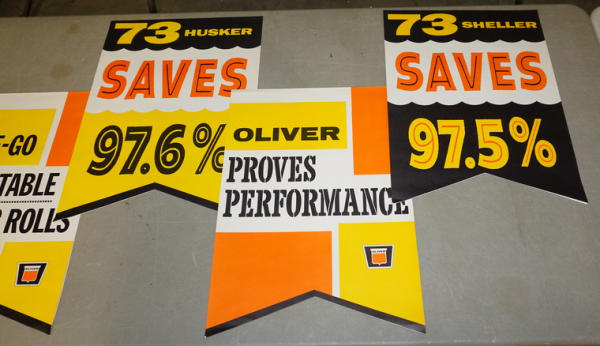 73 HUSKER
SAVES
97.6%
73 SHELLER
SAVES
97.5%
-GO
TABLE
ROLLS
OLIVER
PROVES
PERFORMANCE